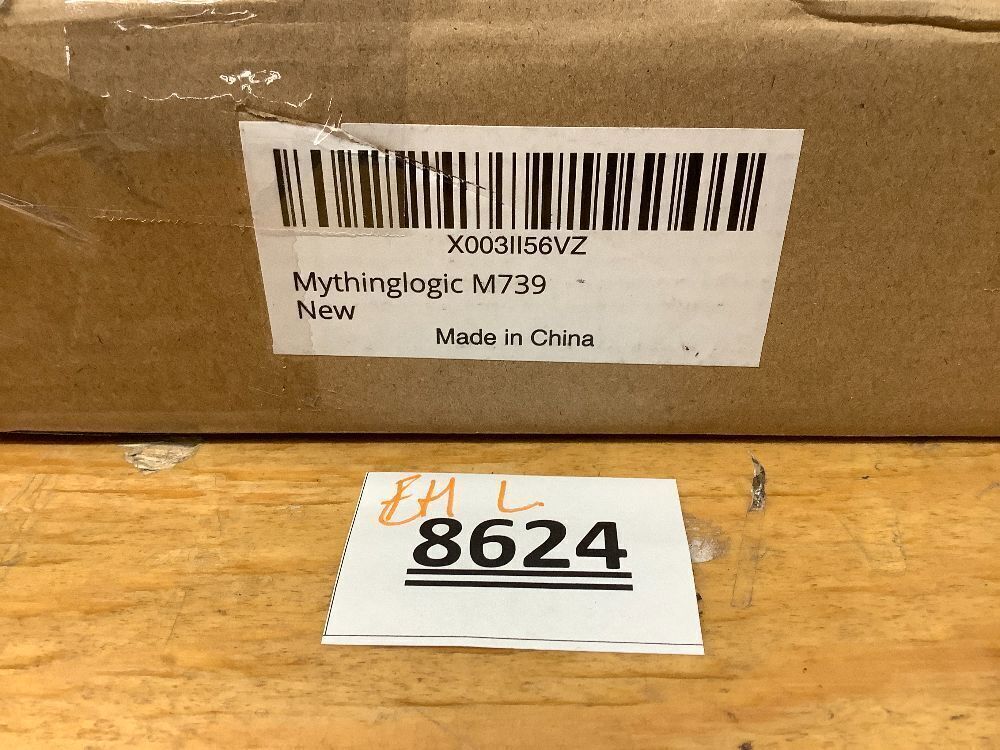 X003II56VZ
Mythinglogic M739
New
Made in China
EH L
8624